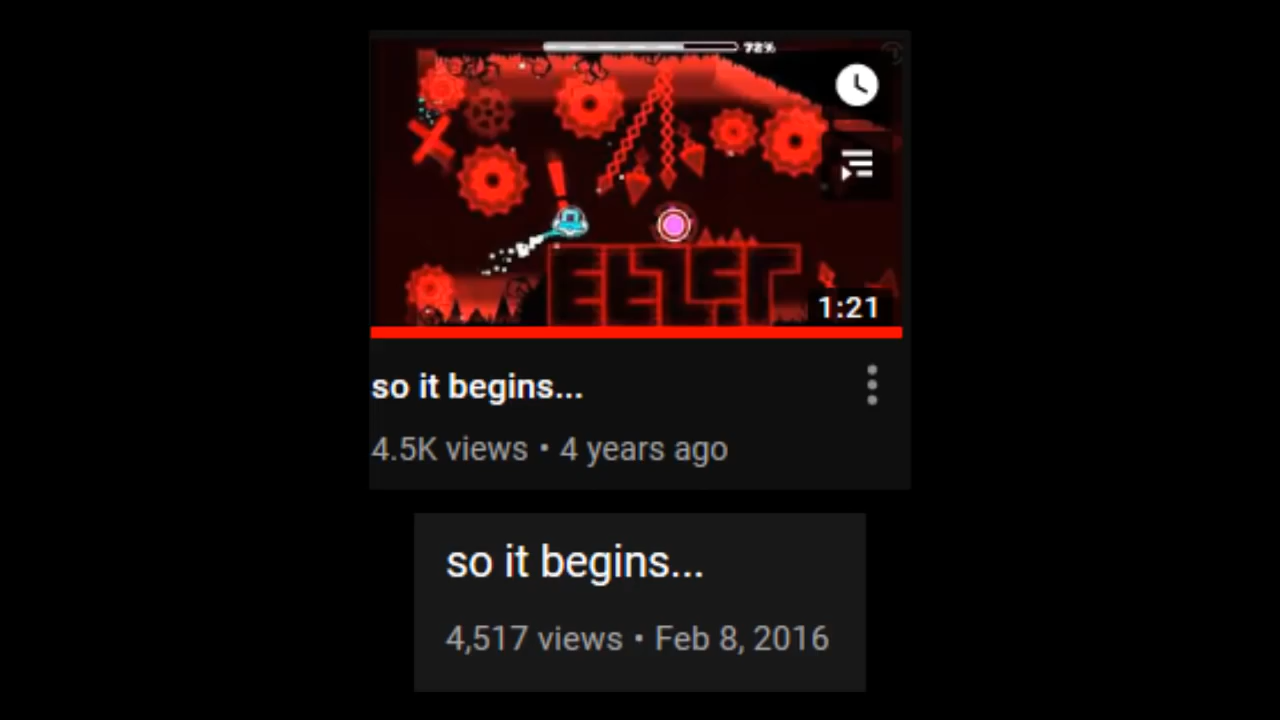 72%
1:21
so it begins...
4.5K views • 4 years ago
so it begins...
4,517 views • Feb 8, 2016